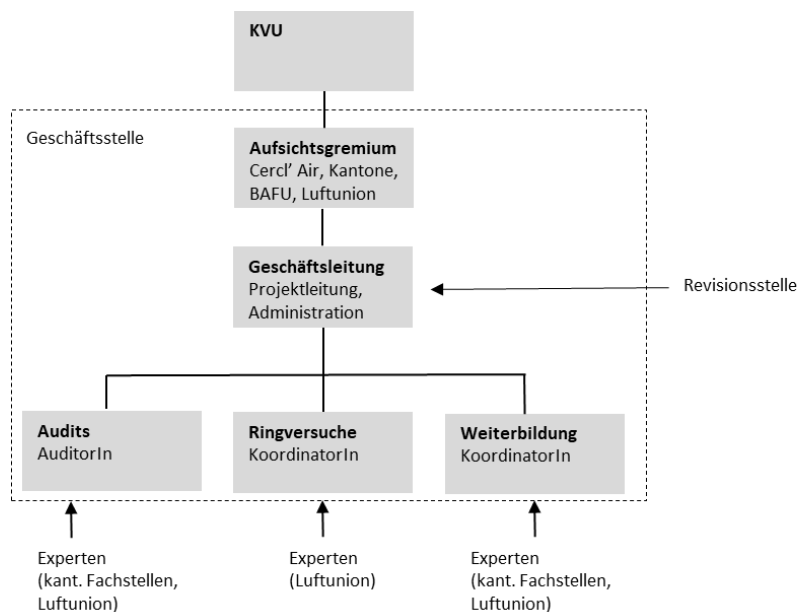 KVU
Geschäftsstelle
Aufsichtsgremium
Cercl' Air, Kantone,
BAFU, Luftunion
Geschäftsleitung
Projektleitung,
Administration
Revisionsstelle
Audits
AuditorIn
Ringversuche
KoordinatorIn
Weiterbildung
KoordinatorIn
Experten
(kant. Fachstellen,
Luftunion)
Experten
(Luftunion)
Experten
(kant. Fachstellen,
Luftunion)